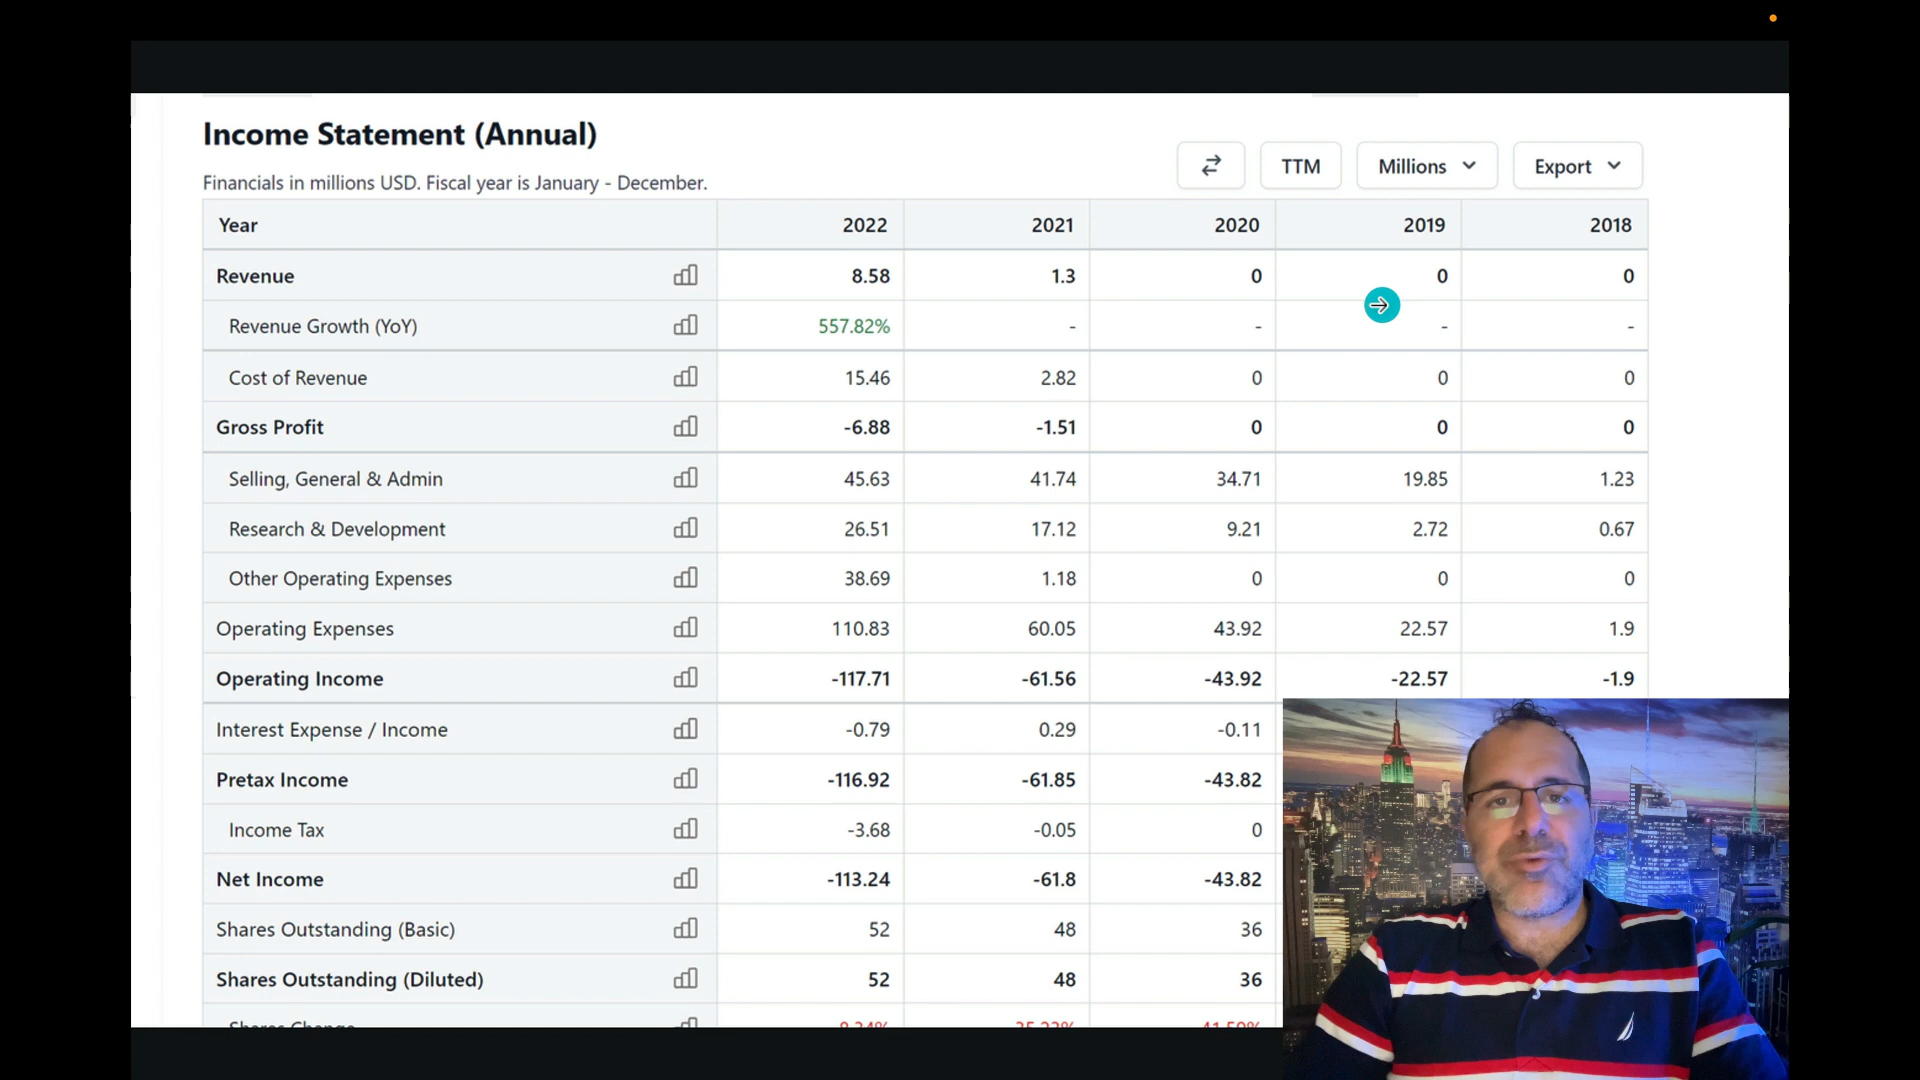 Income Statement (Annual)
Financials in millions USD. Fiscal year is January - December.
TTM Millions Export
Year 2022 2021 2020 2019 2018
Revenue 8.58 1.3 0 0 0
Revenue Growth (YoY) 557.82% - - - -
Cost of Revenue 15.46 2.82 0 0 0
Gross Profit -6.88 -1.51 0 0 0
Selling, General & Admin 45.63 41.74 34.71 19.85 1.23
Research & Development 26.51 17.12 9.21 2.72 0.67
Other Operating Expenses 38.69 1.18 0 0 0
Operating Expenses 110.83 60.05 43.92 22.57 1.9
Operating Income -117.71 -61.56 -43.92 -22.57 -1.9
Interest Expense / Income -0.79 0.29 -0.11
Pretax Income -116.92 -61.85 -43.82
Income Tax -3.68 -0.05 0
Net Income -113.24 -61.8 -43.82
Shares Outstanding (Basic) 52 48 36
Shares Outstanding (Diluted) 52 48 36
Shares Change